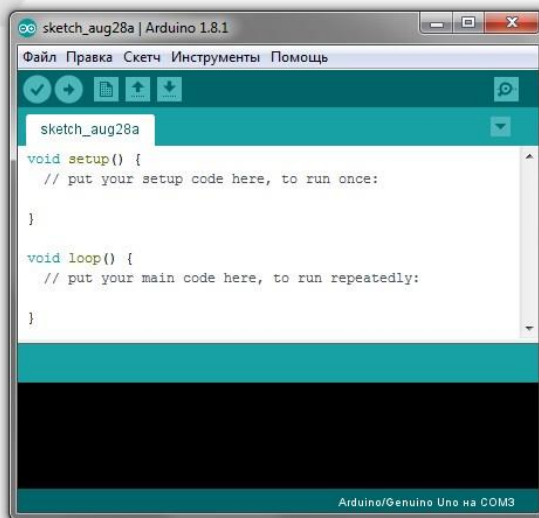 sketch_aug28a | Arduino 1.8.1
Файл Правка Скетч Инструменты Помощь
sketch_aug28a
void setup() {
// put your setup code here, to run once:
}
void loop() {
// put your main code here, to run repeatedly:
}
Arduino/Genuino Uno на COM3